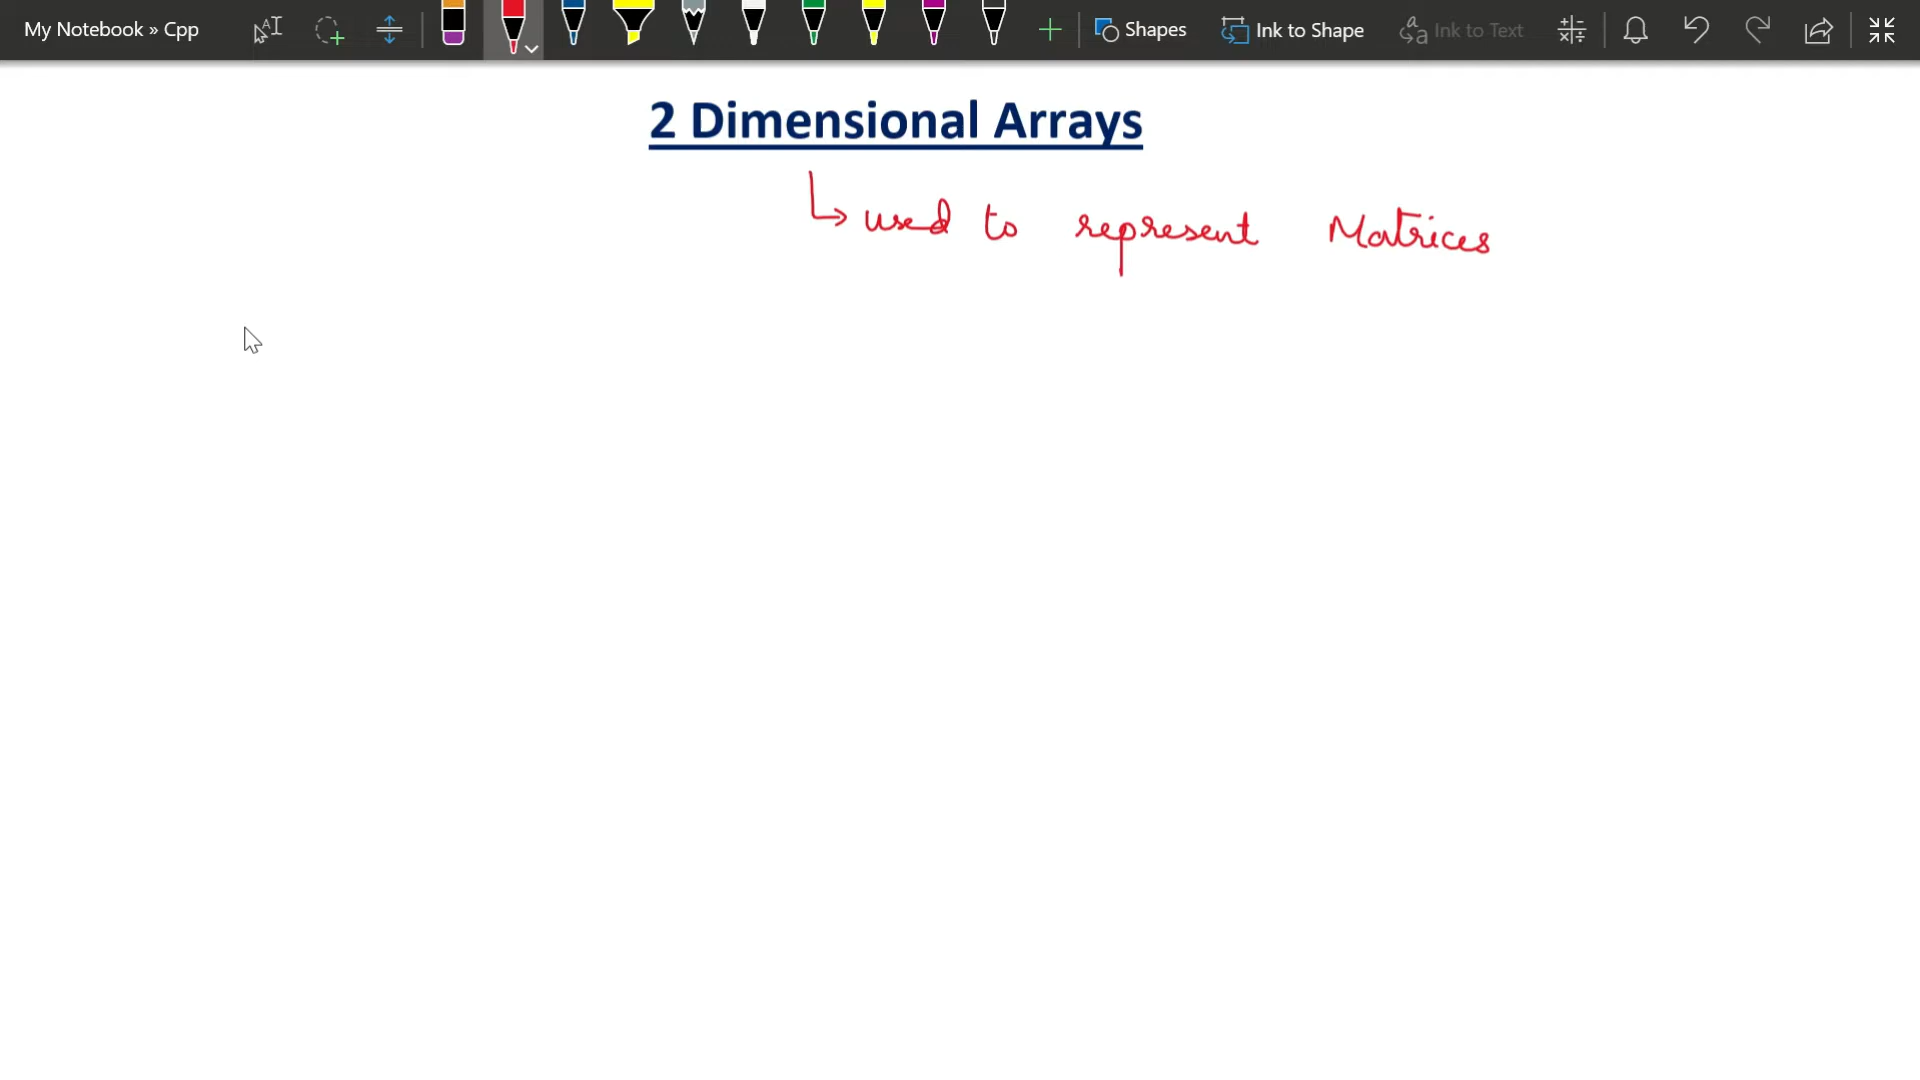 My Notebook » Cpp Shapes Ink to Shape Ink to Text
2 Dimensional Arrays
used to represent Matrices